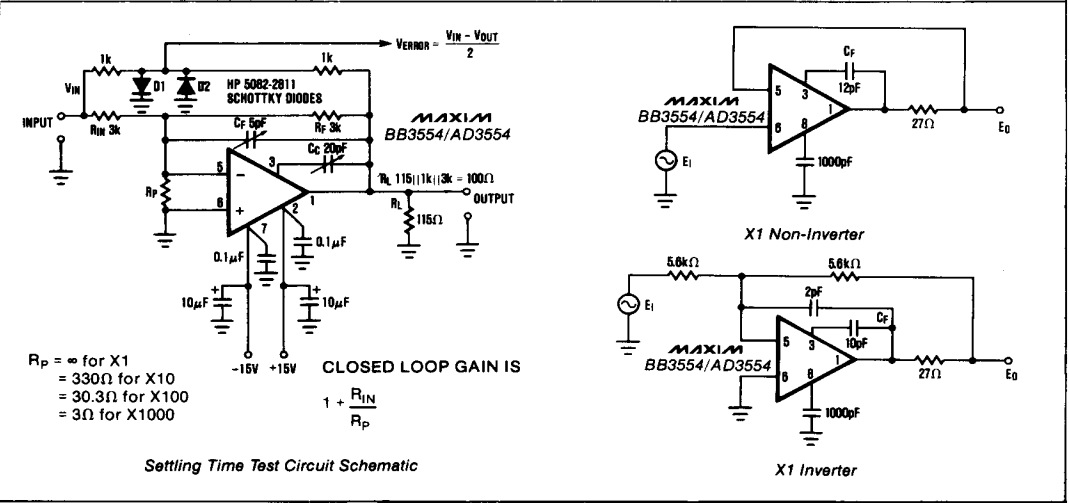 VERROR = VIN - VOUT / 2
1k
1k
VIN
D1
D2
HP 5082-2811
SCHOTTKY DIODES
INPUT
RIN 3k
RF 3k
CF 5pF
MAXIM
BB3554/AD3554
CC 20pF
3
5
−
RP
6
+
1
2
7
RL 115||1k||3k = 100Ω
OUTPUT
RL
115Ω
0.1µF
0.1µF
+
10µF
+
10µF
-15V +15V
RP = ∞ for X1
= 330Ω for X10
= 30.3Ω for X100
= 3Ω for X1000
CLOSED LOOP GAIN IS
1 + RIN / RP
Settling Time Test Circuit Schematic
CF
12pF
5
3
MAXIM
BB3554/AD3554
1
6
8
27Ω
EO
EI
1000pF
X1 Non-Inverter
5.6kΩ
5.6kΩ
EI
2pF
CF
10pF
5
3
MAXIM
BB3554/AD3554
1
6
8
27Ω
EO
1000pF
X1 Inverter